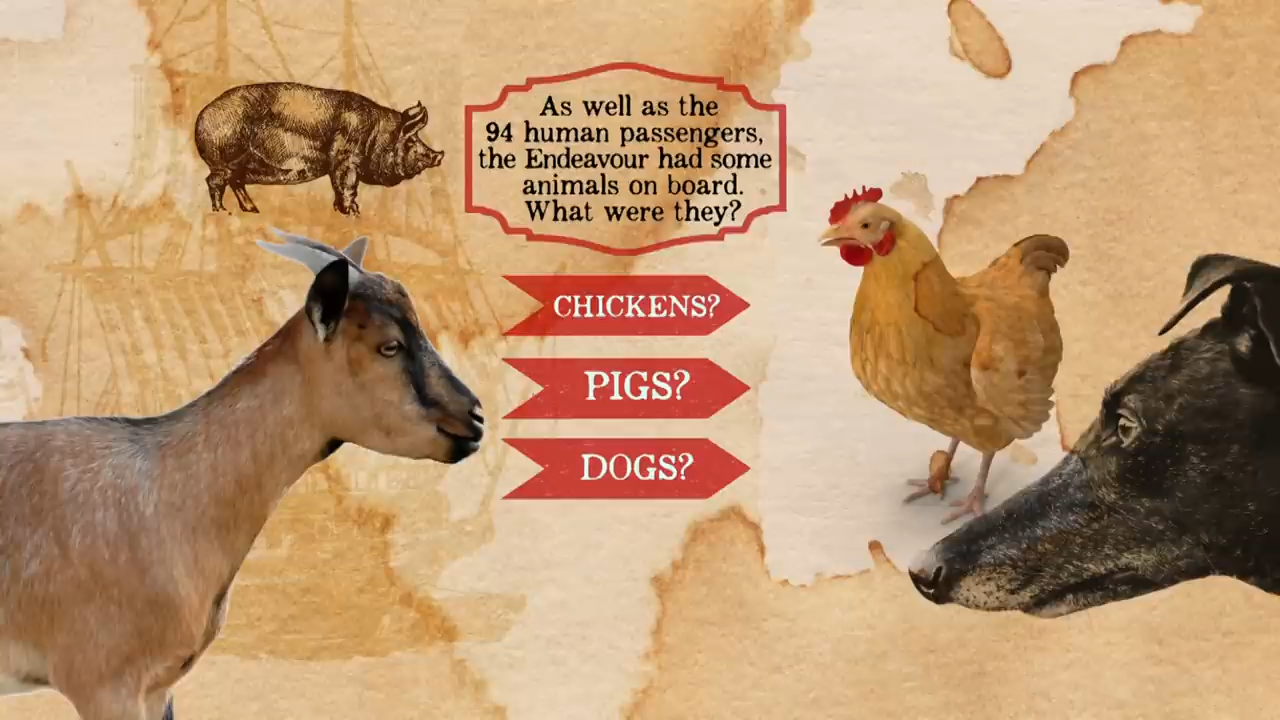 As well as the
94 human passengers,
the Endeavour had some
animals on board.
What were they?
CHICKENS?
PIGS?
DOGS?